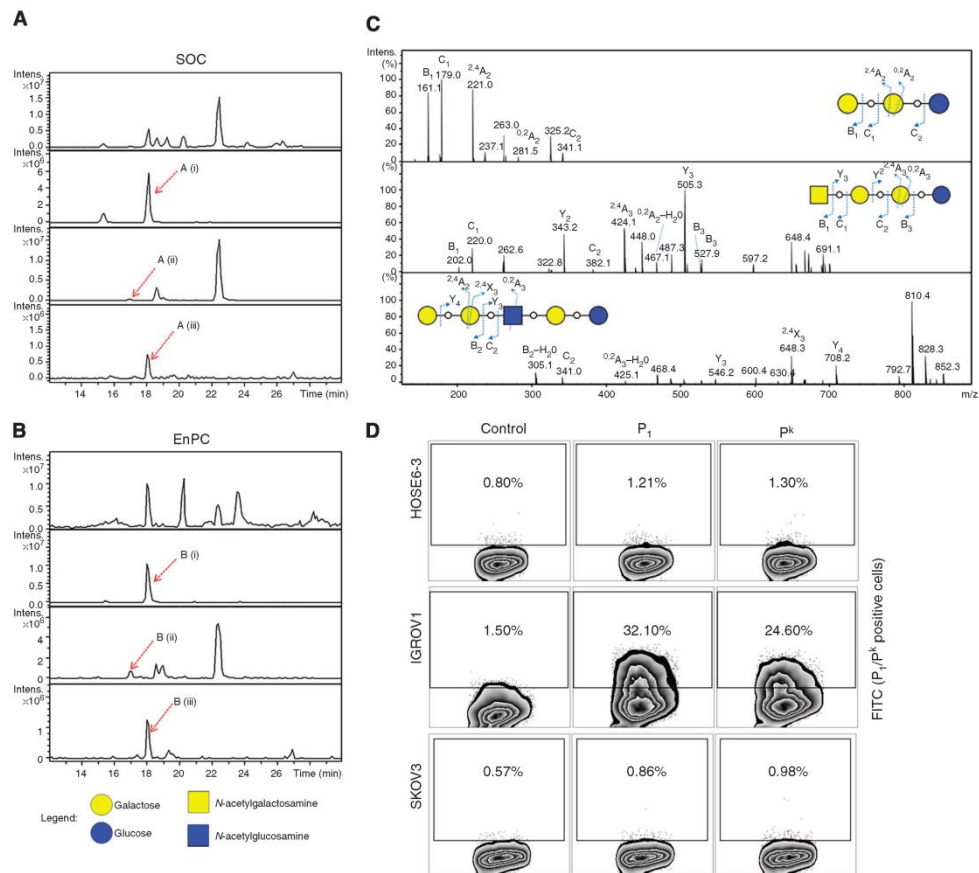 A
SOC
Intens.
×10⁷
1.5
1.0
0.5
0.0
Intens.
×10⁶
6
4
2
0
A (i)
Intens.
×10⁷
1.5
1.0
0.5
0.0
A (ii)
Intens.
×10⁶
2
1
0
A (iii)
14 16 18 20 22 24 26 Time (min)
B
EnPC
Intens.
×10⁷
1.5
1.0
0.5
0.0
Intens.
×10⁷
1.5
1.0
0.5
0.0
B (i)
Intens.
×10⁶
6
4
2
0
B (ii)
Intens.
×10⁶
1
0
B (iii)
14 16 18 20 22 24 26 Time (min)
Legend:
Galactose
N-acetylgalactosamine
Glucose
N-acetylglucosamine
C
Intens.
(%)
100
80
60
40
20
0
B₁
161.1
C₁
179.0
²,⁴A₂
221.0
237.1
263.0
⁰,²A₂
281.5
325.2
C₂
341.1
²,⁴A₂ ⁰,²A₂
B₁ C₁ C₂
Intens.
(%)
100
80
60
40
20
0
B₁
202.0
C₁
220.0
262.6
322.8
Y₂
343.2
C₂
382.1
²,⁴A₃
424.1
448.0
⁰,²A₂–H₂0
467.1
487.3
Y₃
505.3
B₃
B₃
527.9
597.2
648.4
691.1
Y₃ Y² ²,⁴A₃ ⁰,²A₃
B₁ C₁ C₂ B₃
Intens.
(%)
100
80
60
40
20
0
²,⁴A₂
Y₄ ²,⁴X₃ Y₃ ⁰,²A₃
B₂ C₂
B₂–H₂0
305.1
C₂
341.0
⁰,²A₃–H₂0
425.1
468.4
Y₃
546.2
600.4
630.4
²,⁴X₃
648.3
Y₄
708.2
792.7
810.4
828.3
852.3
200 300 400 500 600 700 800 m/z
D
Control P₁ Pᵏ
HOSE6-3
0.80% 1.21% 1.30%
IGROV1
1.50% 32.10% 24.60%
SKOV3
0.57% 0.86% 0.98%
FITC (P₁/Pᵏ positive cells)